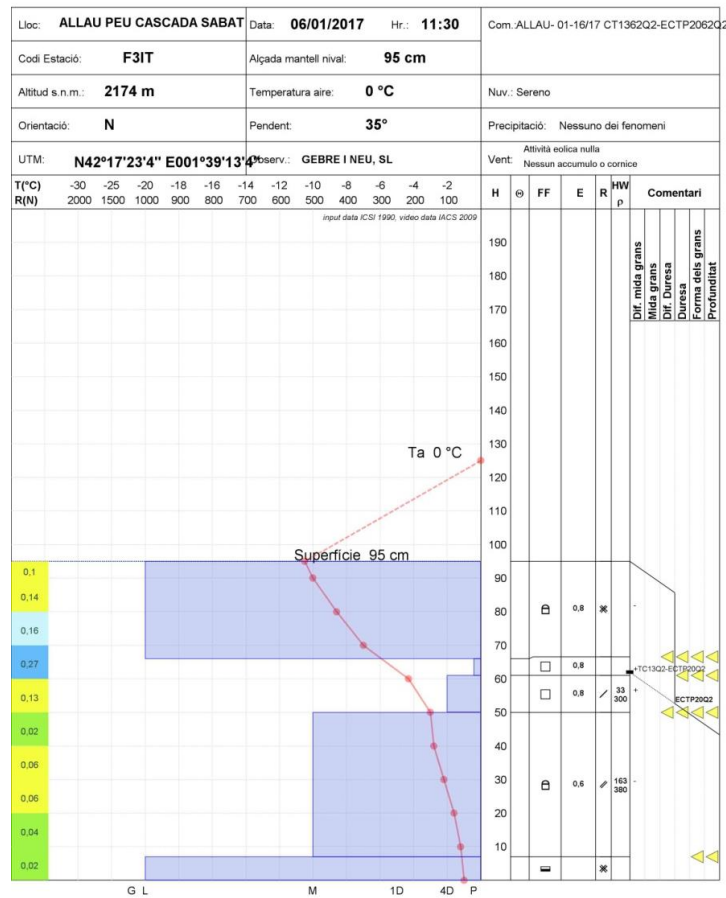 Lloc: ALLAU PEU CASCADA SABAT Data: 06/01/2017 Hr.: 11:30 Com.:ALLAU- 01-16/17 CT1362Q2-ECTP2062Q2
Codi Estació: F3IT Alçada mantell nival: 95 cm
Altitud s.n.m.: 2174 m Temperatura aire: 0 °C Nuv.: Sereno
Orientació: N Pendent: 35° Precipitació: Nessuno dei fenomeni
UTM: N42º17'23'4" E001º39'13'4" Observ.: GEBRE I NEU, SL Vent: Attività eolica nulla
Nessun accumulo o cornice
T(°C) -30 -25 -20 -18 -16 -14 -12 -10 -8 -6 -4 -2 H FF E R HW ρ Comentari
R(N) 2000 1500 1000 900 800 700 600 500 400 300 200 100
input data ICSI 1990, video data IACS 2009
Dif. mida grans
Mida grans
Dif. Duresa
Duresa
Forma dels grans
Profunditat
190
180
170
160
150
140
130
Ta 0 °C
120
110
100
Superficie 95 cm
0,1
90
0,14
80 0,8 -
0,16
70
0,27 0,8 +TC13Q2-ECTP20Q2
60
0,13 0,8 33 300 + ECTP20Q2
50
0,02
40
0,06
30 0,6 163 380 -
0,06
20
0,04
10
0,02
G L M 1D 4D P